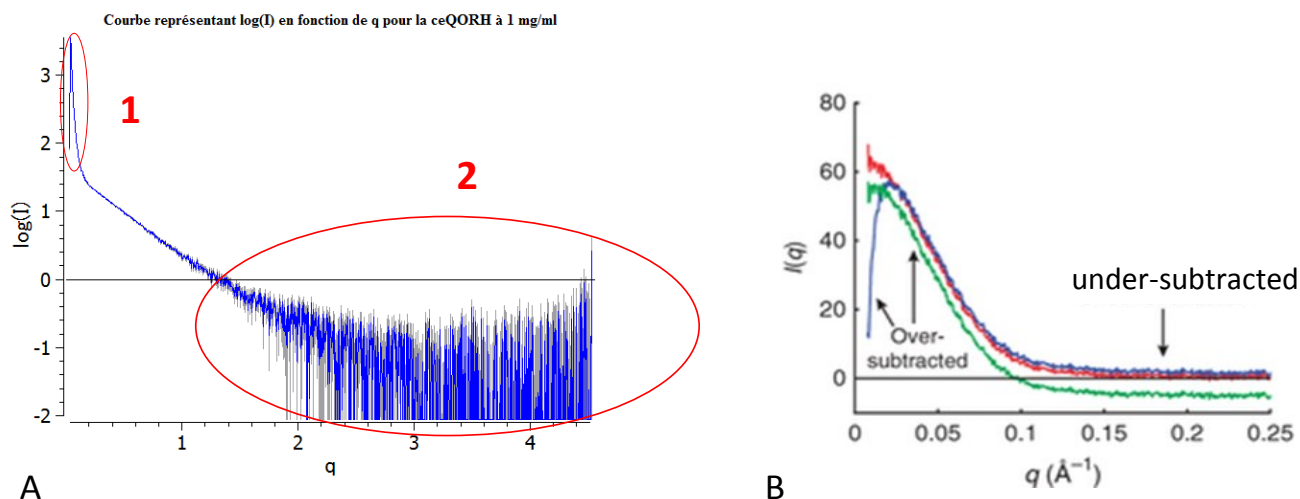 Courbe représentant log(I) en fonction de q pour la ceQORH à 1 mg/ml
log(I)
3
2
1
0
-1
-2
1
2
1
2
3
4
q
A
I(q)
80
60
40
20
0
Over-
subtracted
under-subtracted
0
0.05
0.1
0.15
0.2
0.25
q (Å⁻¹)
B